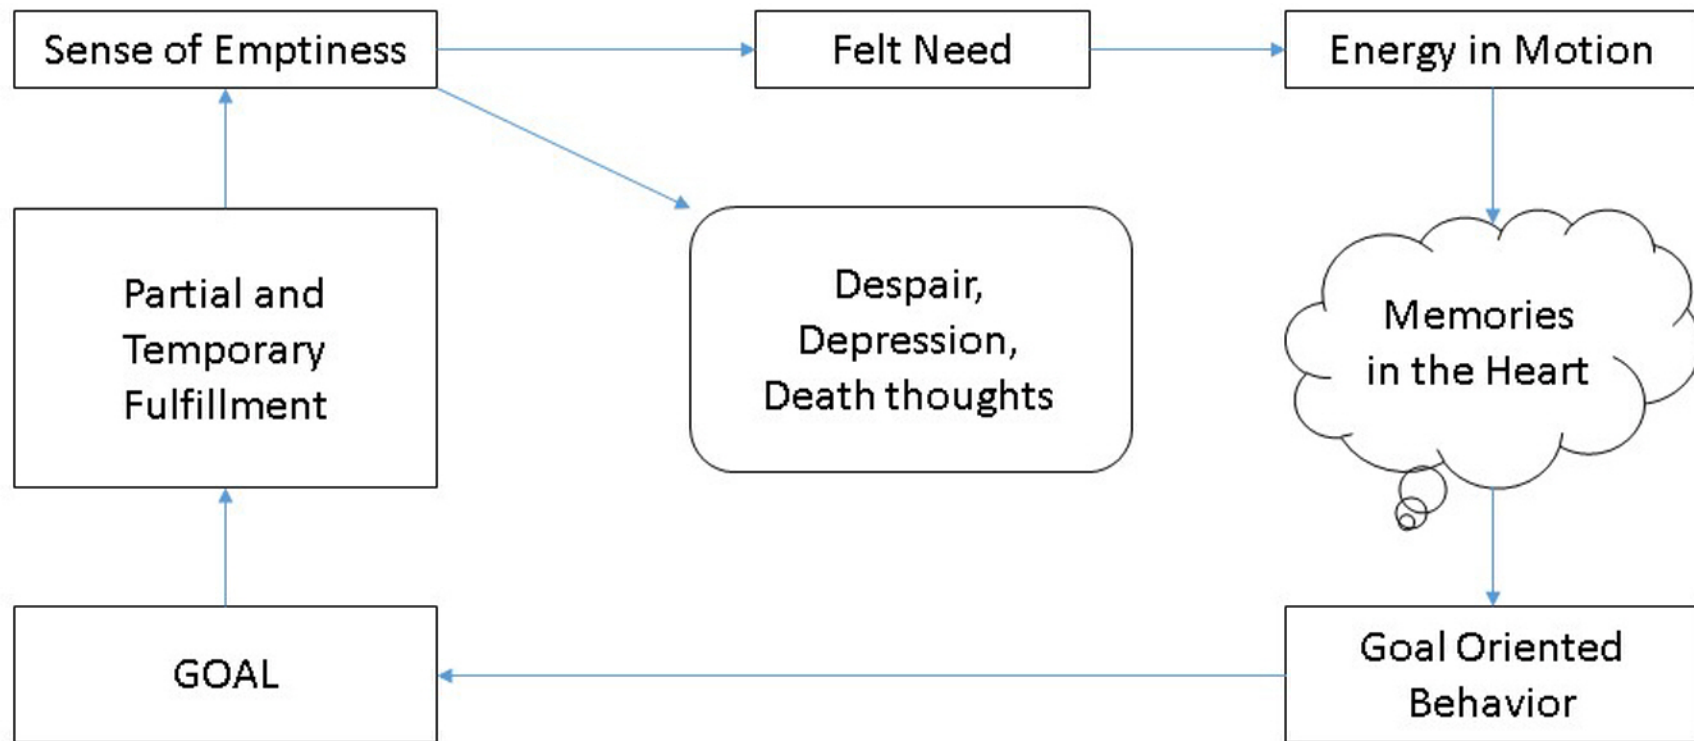 Sense of Emptiness
Felt Need
Energy in Motion
Partial and
Temporary
Fulfillment
Despair,
Depression,
Death thoughts
Memories
in the Heart
GOAL
Goal Oriented
Behavior